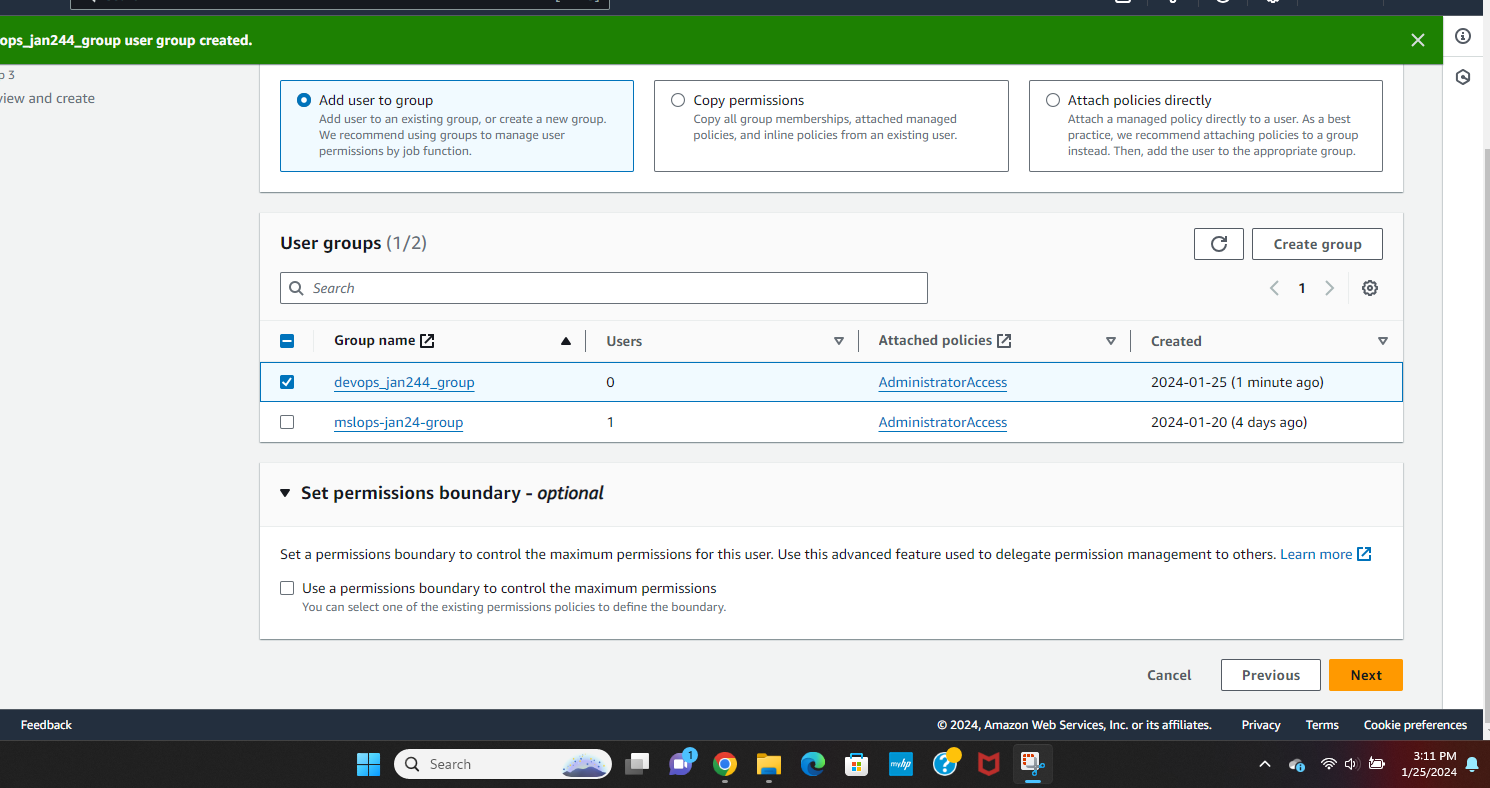 ops_jan244_group user group created.
p 3
view and create
Add user to group
Add user to an existing group, or create a new group.
We recommend using groups to manage user
permissions by job function.
Copy permissions
Copy all group memberships, attached managed
policies, and inline policies from an existing user.
Attach policies directly
Attach a managed policy directly to a user. As a best
practice, we recommend attaching policies to a group
instead. Then, add the user to the appropriate group.
User groups (1/2)
Create group
Search
1
Group name
Users
Attached policies
Created
devops_jan244_group 0 AdministratorAccess 2024-01-25 (1 minute ago)
mslops-jan24-group 1 AdministratorAccess 2024-01-20 (4 days ago)
Set permissions boundary - optional
Set a permissions boundary to control the maximum permissions for this user. Use this advanced feature used to delegate permission management to others. Learn more
Use a permissions boundary to control the maximum permissions
You can select one of the existing permissions policies to define the boundary.
Cancel Previous Next
Feedback © 2024, Amazon Web Services, Inc. or its affiliates. Privacy Terms Cookie preferences
Search
1
myhp
3:11 PM
1/25/2024